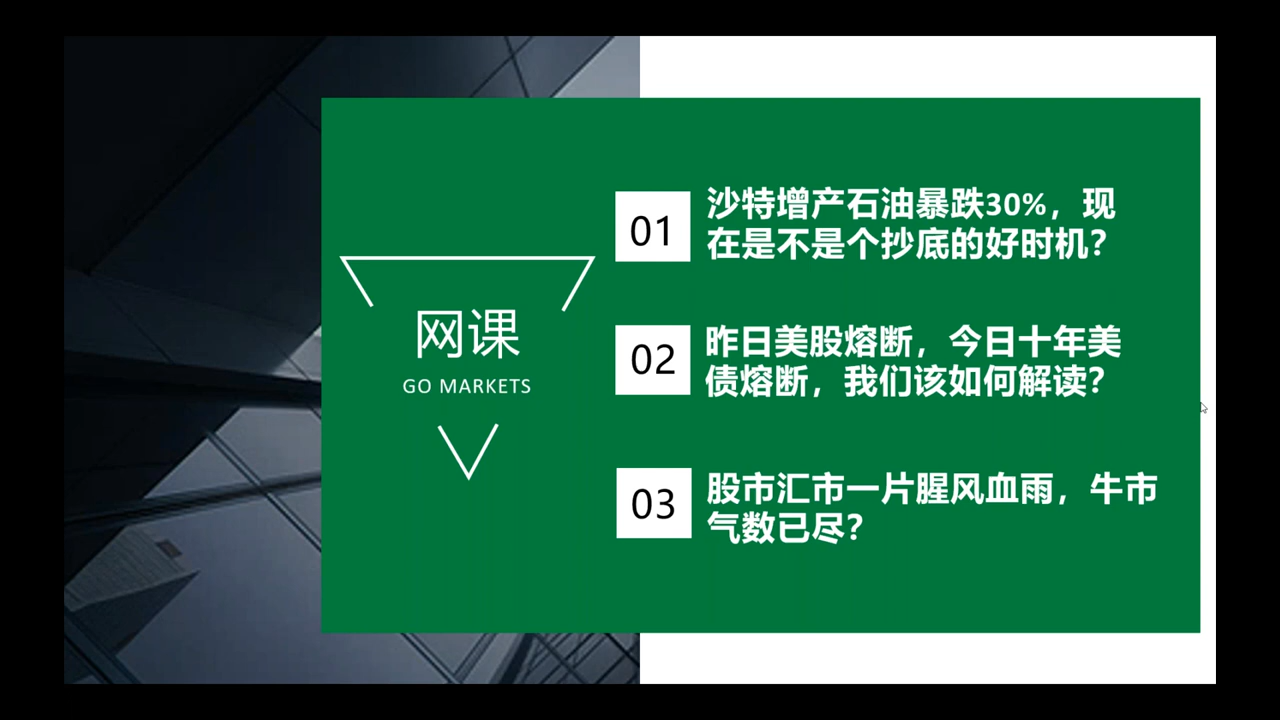 网课
GO MARKETS
01
沙特增产石油暴跌30%，现
在是不是个抄底的好时机？
02
昨日美股熔断，今日十年美
债熔断，我们该如何解读？
03
股市汇市一片腥风血雨，牛市
气数已尽？